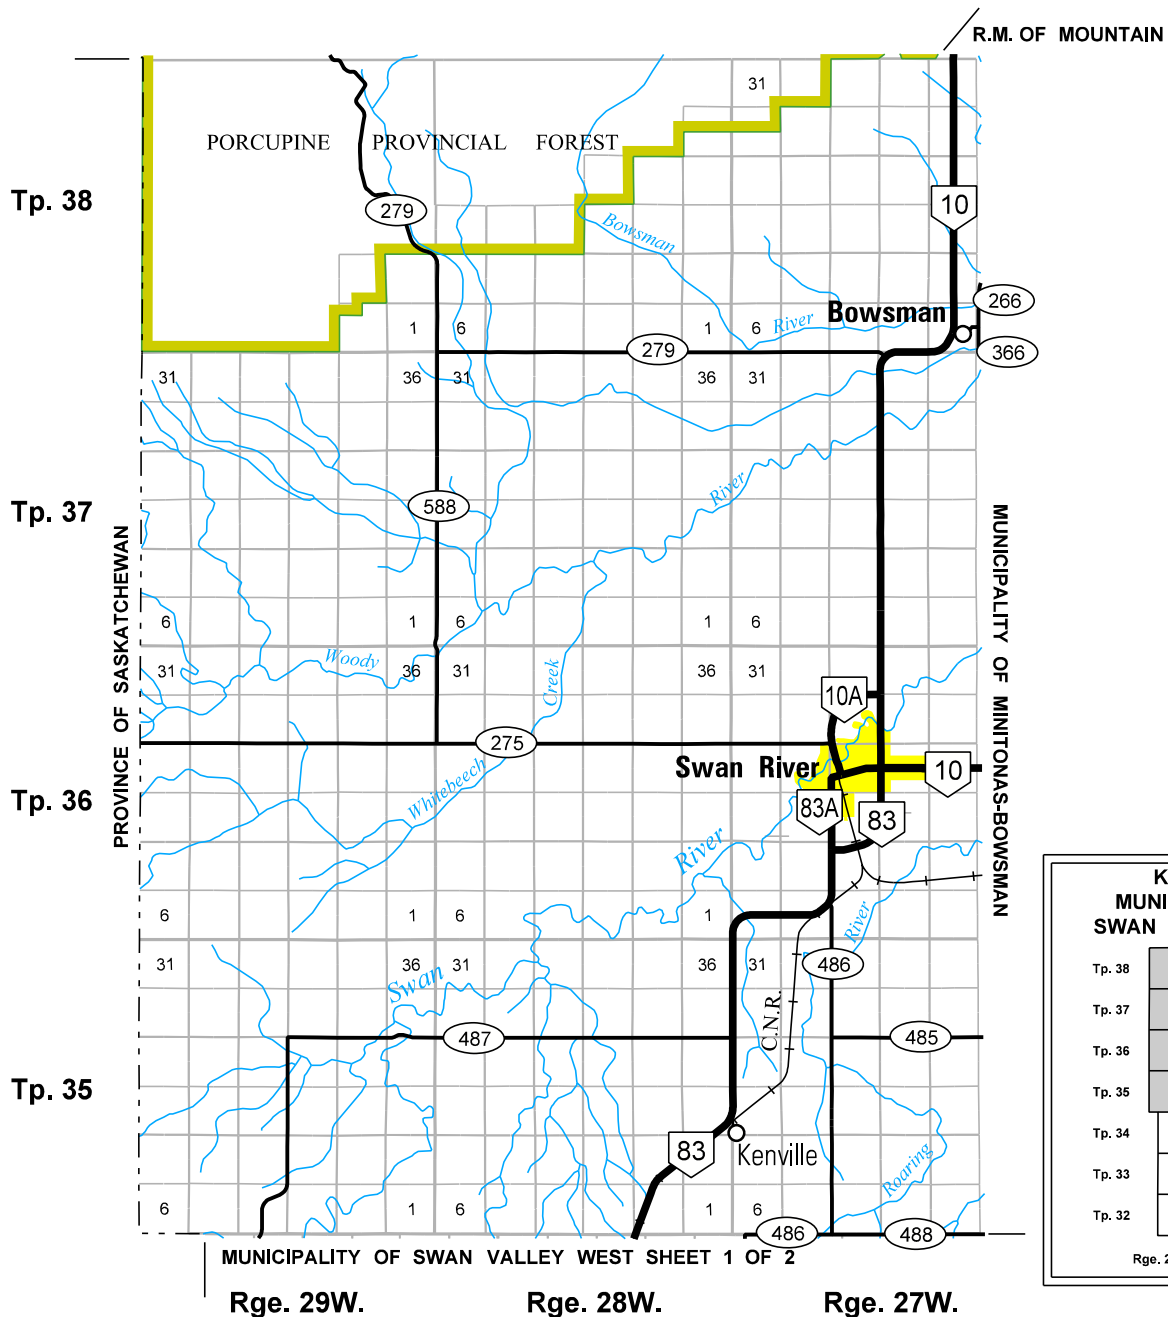 R.M. OF MOUNTAIN
31
PORCUPINE PROVINCIAL FOREST
Tp. 38
279
10
Bowsman
266
Bowsman
1 6
1 6
River
279
366
31
36 31
36 31
River
Tp. 37
588
PROVINCE OF SASKATCHEWAN
MUNICIPALITY OF MINITONAS-BOWSMAN
6
1 6
1 6
Woody
31
36 31
36 31
Creek
10A
275
Swan River
10
Whitebeech
Tp. 36
83A
83
River
6
1 6
1
River
31
36 31
36 31
486
Swan
C.N.R.
487
485
Tp. 35
83
Kenville
Roaring
6
1 6
1 6
486
488
MUNICIPALITY OF SWAN VALLEY WEST SHEET 1 OF 2
Rge. 29W.
Rge. 28W.
Rge. 27W.
K
MUNI
SWAN
Tp. 38
Tp. 37
Tp. 36
Tp. 35
Tp. 34
Tp. 33
Tp. 32
Rge. 2